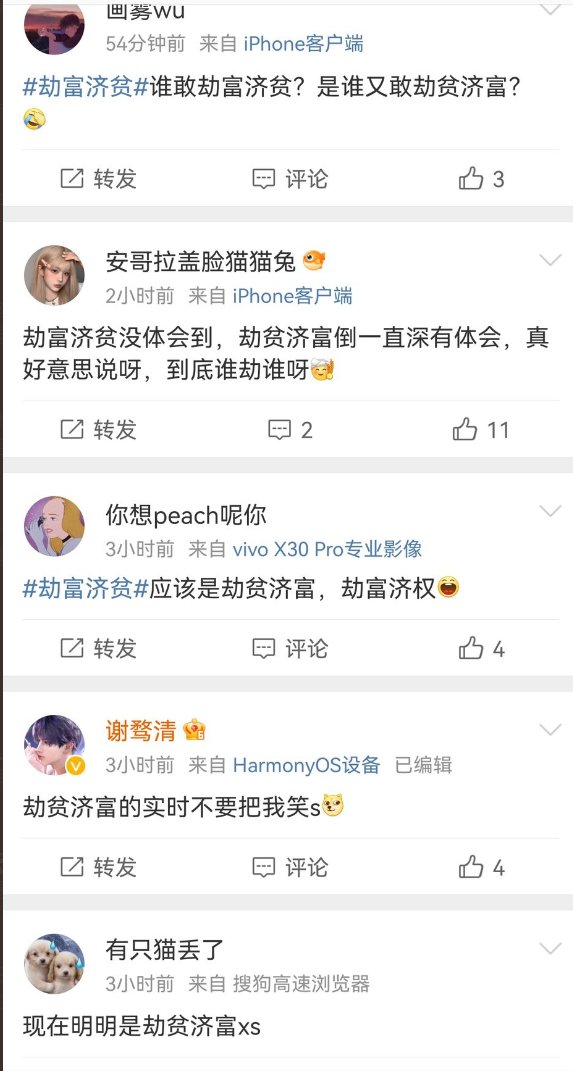 画雾wu
54分钟前 来自 iPhone客户端
#劫富济贫#谁敢劫富济贫？是谁又敢劫贫济富？
转发 评论 3
安哥拉盖脸猫猫兔
2小时前 来自 iPhone客户端
劫富济贫没体会到，劫贫济富倒一直深有体会，真
好意思说呀，到底谁劫谁呀
转发 2 11
你想peach呢你
3小时前 来自 vivo X30 Pro专业影像
#劫富济贫#应该是劫贫济富，劫富济权
转发 评论 4
谢骛清
3小时前 来自 HarmonyOS设备 已编辑
劫贫济富的实时不要把我笑s
转发 评论 4
有只猫丢了
3小时前 来自 搜狗高速浏览器
现在明明是劫贫济富xs